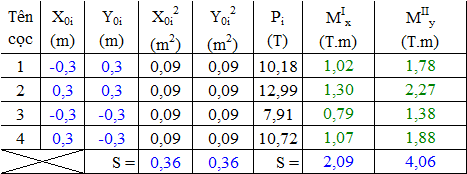 Tên cọc X₀ᵢ (m) Y₀ᵢ (m) X₀ᵢ² (m²) Y₀ᵢ² (m²) Pᵢ (T) Mᴵₓ (T.m) Mᴵᴵᵧ (T.m)
1 -0,3 0,3 0,09 0,09 10,18 1,02 1,78
2 0,3 0,3 0,09 0,09 12,99 1,30 2,27
3 -0,3 -0,3 0,09 0,09 7,91 0,79 1,38
4 0,3 -0,3 0,09 0,09 10,72 1,07 1,88
S = 0,36 0,36 S = 2,09 4,06